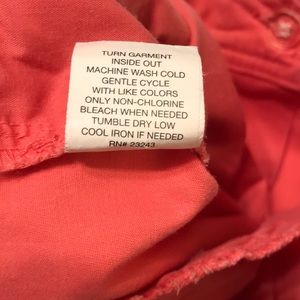 TURN GARMENT
INSIDE OUT
MACHINE WASH COLD
GENTLE CYCLE
WITH LIKE COLORS
ONLY NON-CHLORINE
BLEACH WHEN NEEDED
TUMBLE DRY LOW
COOL IRON IF NEEDED
RN# 23243